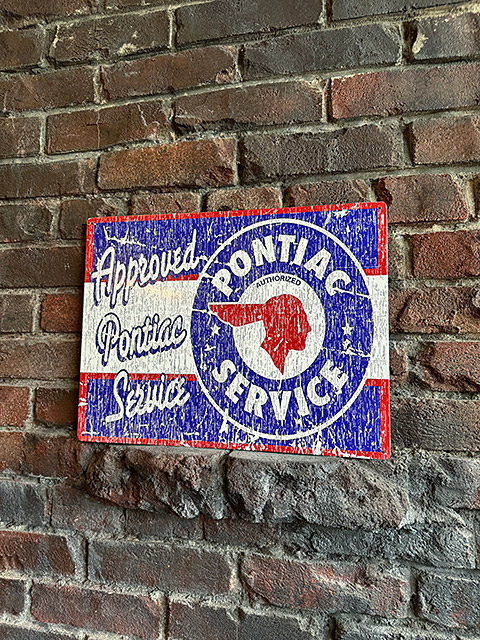 Approved
Pontiac
Service
PONTIAC
AUTHORIZED
SERVICE